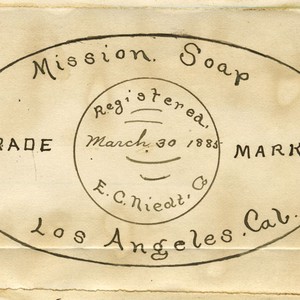 Mission. Soap
Registered.
March 30 1885
RADE MARK
E. C. Niedt, Co
Los Angeles. Cal.